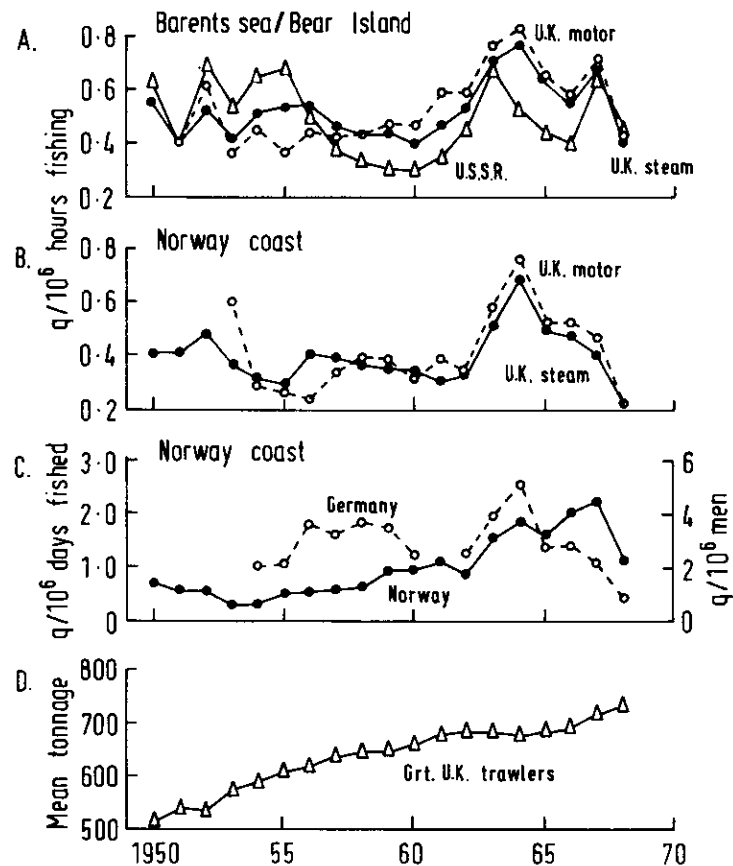 A.
Barents sea/Bear Island
0·8
0·6
0·4
0·2
U.K. motor
U.S.S.R.
U.K. steam
q/10⁶ hours fishing
B.
Norway coast
0·8
0·6
0·4
0·2
U.K. motor
U.K. steam
C.
Norway coast
3·0
2·0
1·0
0
q/10⁶ days fished
Germany
Norway
6
4
2
0
q/10⁶ men
D.
800
700
600
500
Mean tonnage
Grt. U.K. trawlers
1950 55 60 65 70